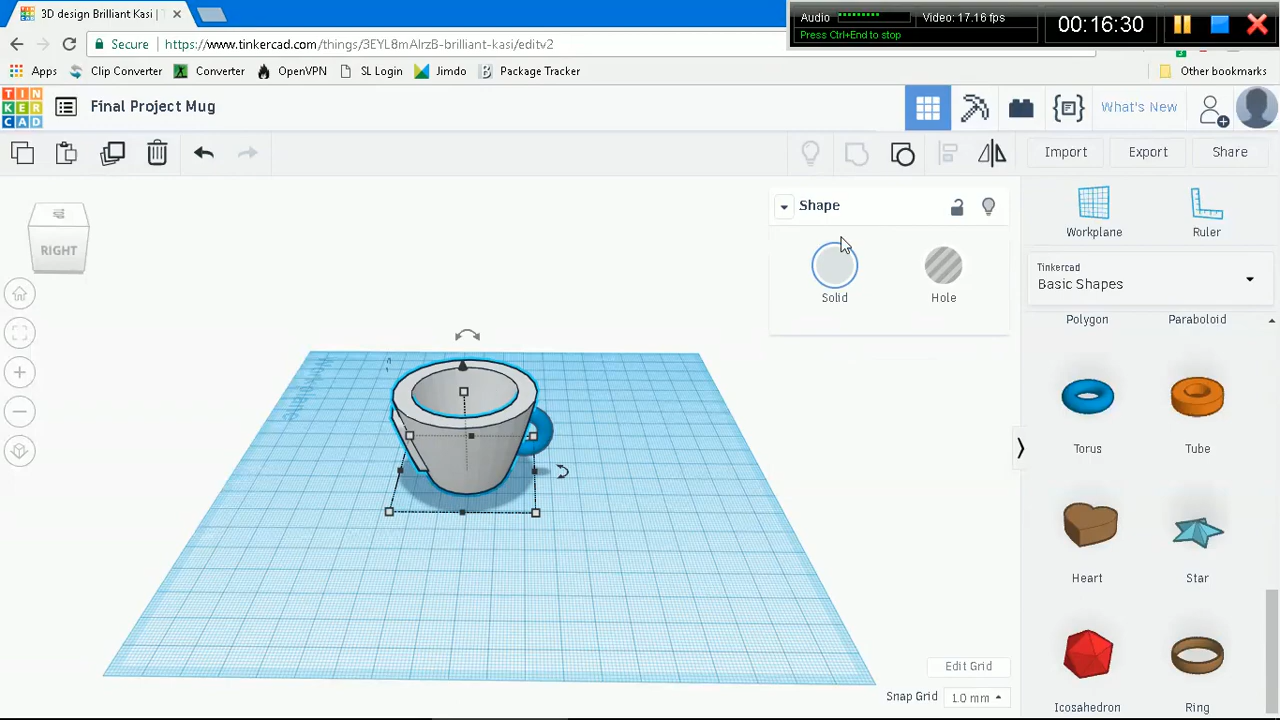 3D design Brilliant Kasi | T
Audio
Video: 17.16 fps
Press Ctrl+End to stop
00:16:30
https://www.tinkercad.com/things/3EYL8mAlrzB-brilliant-kasi/editv2
Apps
Clip Converter
Converter
OpenVPN
SL Login
Jimdo
Package Tracker
Other bookmarks
TIN
KER
CAD
Final Project Mug
What's New
Import
Export
Share
Shape
Solid
Hole
RIGHT
Workplane
Ruler
Tinkercad
Basic Shapes
Polygon
Paraboloid
Torus
Tube
Heart
Star
Icosahedron
Ring
Workplane
Edit Grid
Snap Grid
1.0 mm